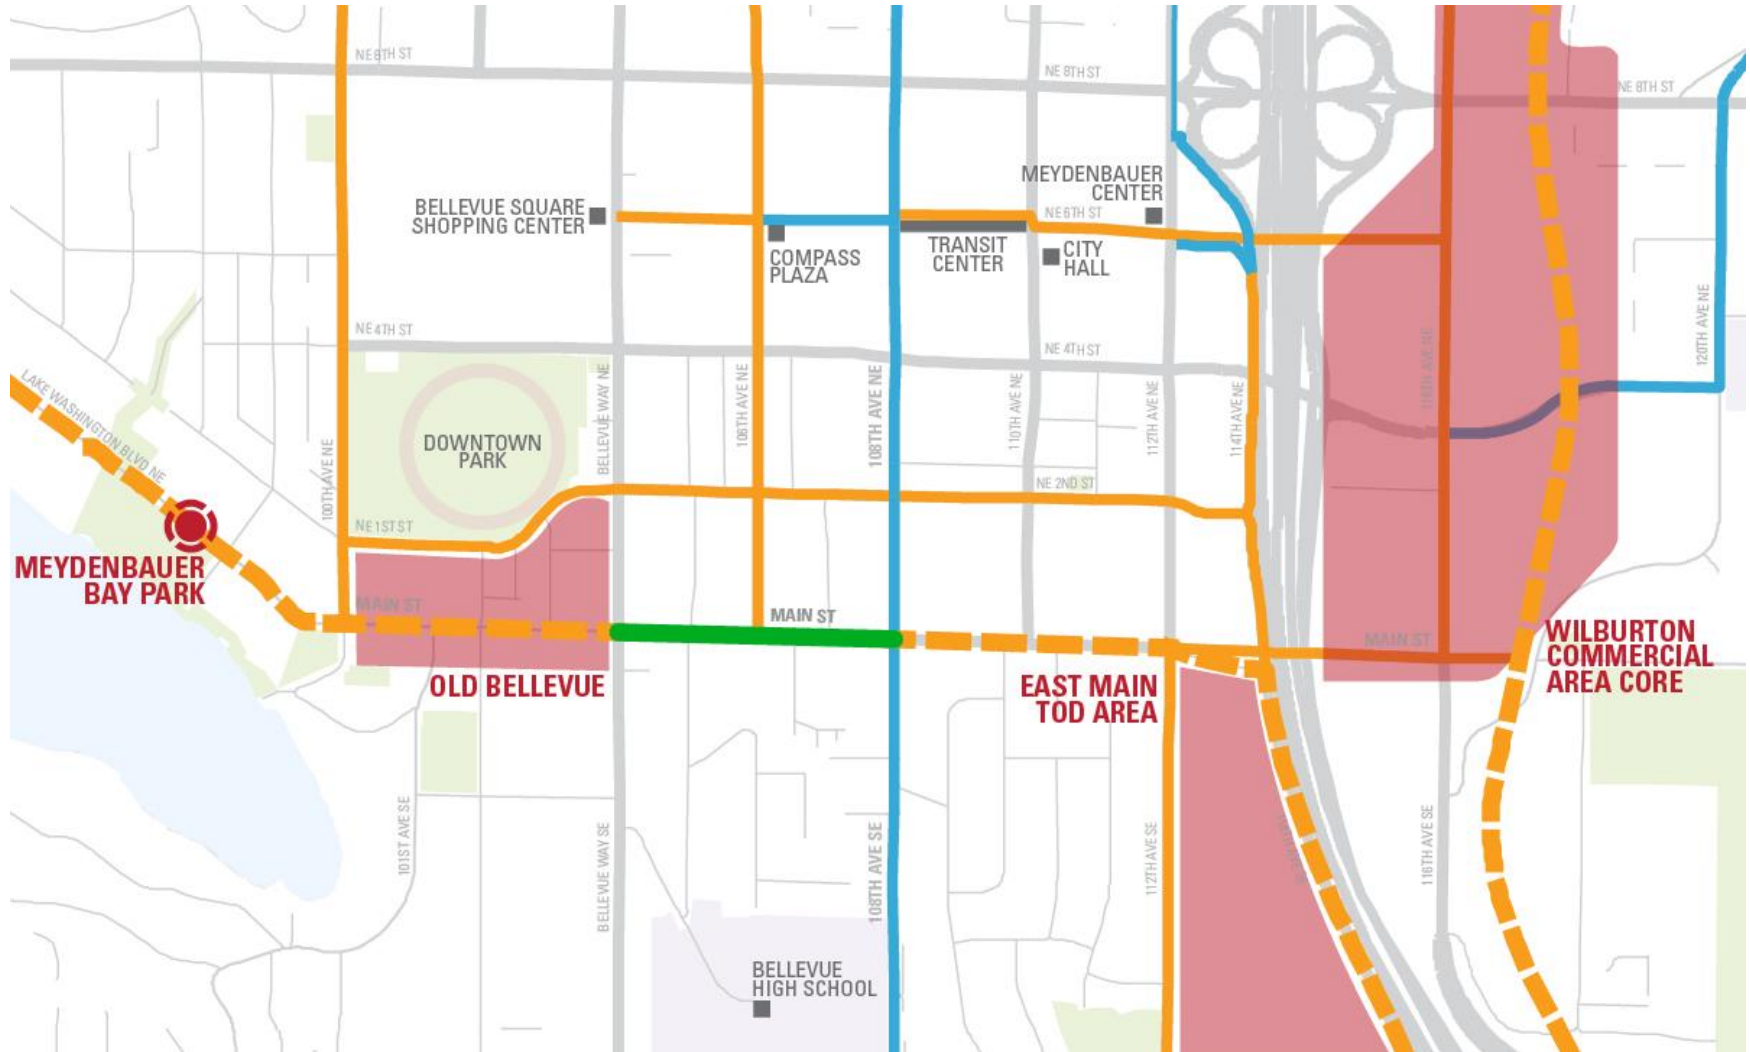 NE 8TH ST
NE 8TH ST
NE 8TH ST
MEYDENBAUER
CENTER
BELLEVUE SQUARE
SHOPPING CENTER
NE 6TH ST
COMPASS
PLAZA
TRANSIT
CENTER
CITY
HALL
NE 4TH ST
NE 4TH ST
LAKE WASHINGTON BLVD NE
100TH AVE NE
DOWNTOWN
PARK
BELLEVUE WAY NE
106TH AVE NE
108TH AVE NE
110TH AVE NE
112TH AVE NE
114TH AVE NE
116TH AVE NE
120TH AVE NE
NE 2ND ST
NE 1ST ST
MEYDENBAUER
BAY PARK
MAIN ST
MAIN ST
MAIN ST
OLD BELLEVUE
EAST MAIN
TOD AREA
WILBURTON
COMMERCIAL
AREA CORE
101ST AVE SE
BELLEVUE WAY SE
108TH AVE SE
112TH AVE SE
116TH AVE SE
BELLEVUE
HIGH SCHOOL